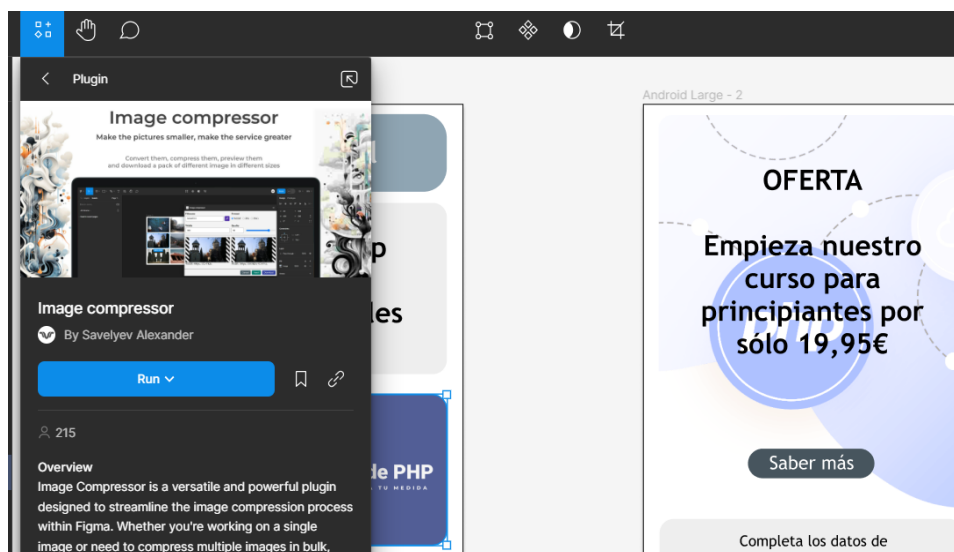 Plugin
Image compressor
Make the pictures smaller, make the service greater
Convert them, compress them, preview them
and download a pack of different image in different sizes
Image compressor
By Savelyev Alexander
Run
215
Overview
Image Compressor is a versatile and powerful plugin
designed to streamline the image compression process
within Figma. Whether you're working on a single
image or need to compress multiple images in bulk,
les
de PHP
TU MEDIDA
Android Large - 2
OFERTA
Empieza nuestro
curso para
principiantes por
sólo 19,95€
php
Saber más
Completa los datos de